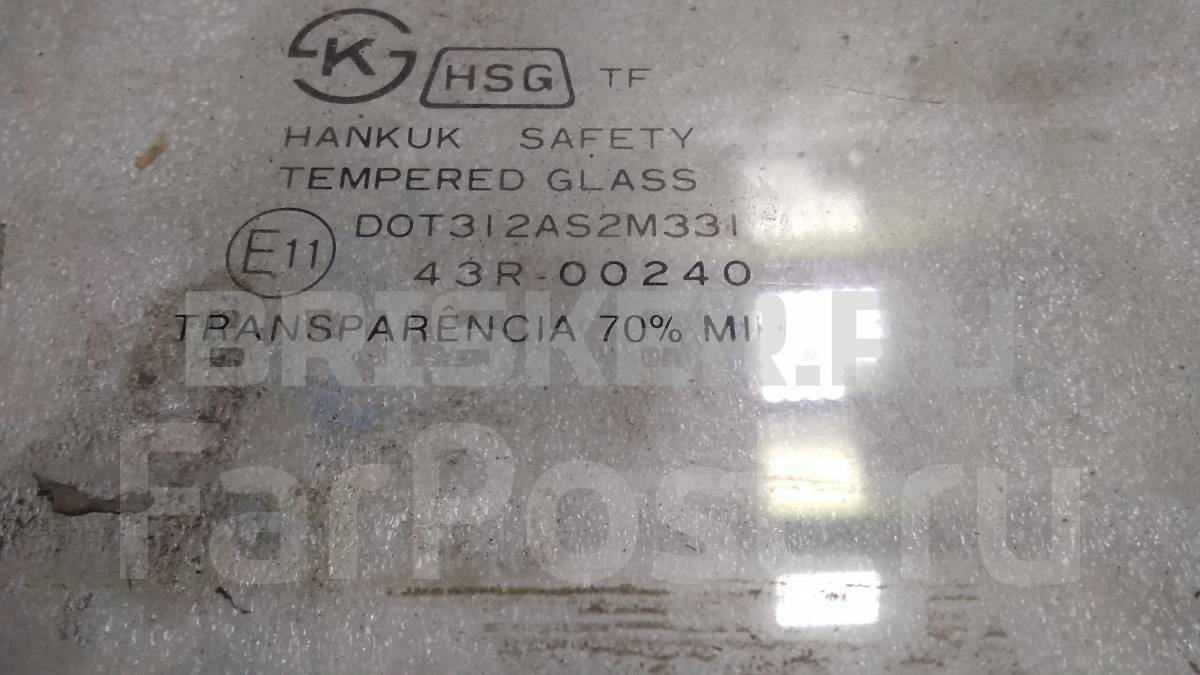 K HSG TF
HANKUK SAFETY
TEMPERED GLASS
E11 DOT312AS2M331
43R-00240
TRANSPARÊNCIA 70%
BRISKER.RU
FarPost.ru